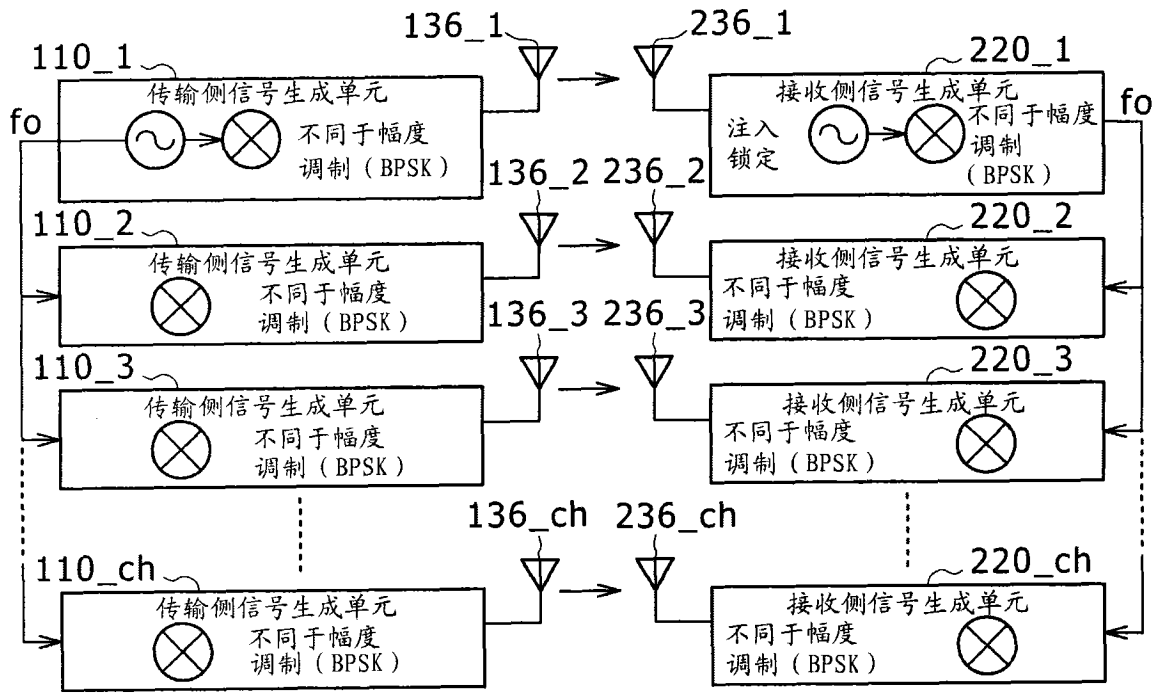 136_1
236_1
110_1
220_1
fo
传输侧信号生成单元
不同于幅度
调制（BPSK）
接收侧信号生成单元
注入
锁定
不同于幅度
调制
(BPSK)
fo
136_2
236_2
110_2
220_2
传输侧信号生成单元
不同于幅度
调制（BPSK）
接收侧信号生成单元
不同于幅度
调制（BPSK）
136_3
236_3
110_3
220_3
传输侧信号生成单元
不同于幅度
调制（BPSK）
接收侧信号生成单元
不同于幅度
调制（BPSK）
136_ch
236_ch
110_ch
220_ch
传输侧信号生成单元
不同于幅度
调制（BPSK）
接收侧信号生成单元
不同于幅度
调制（BPSK）